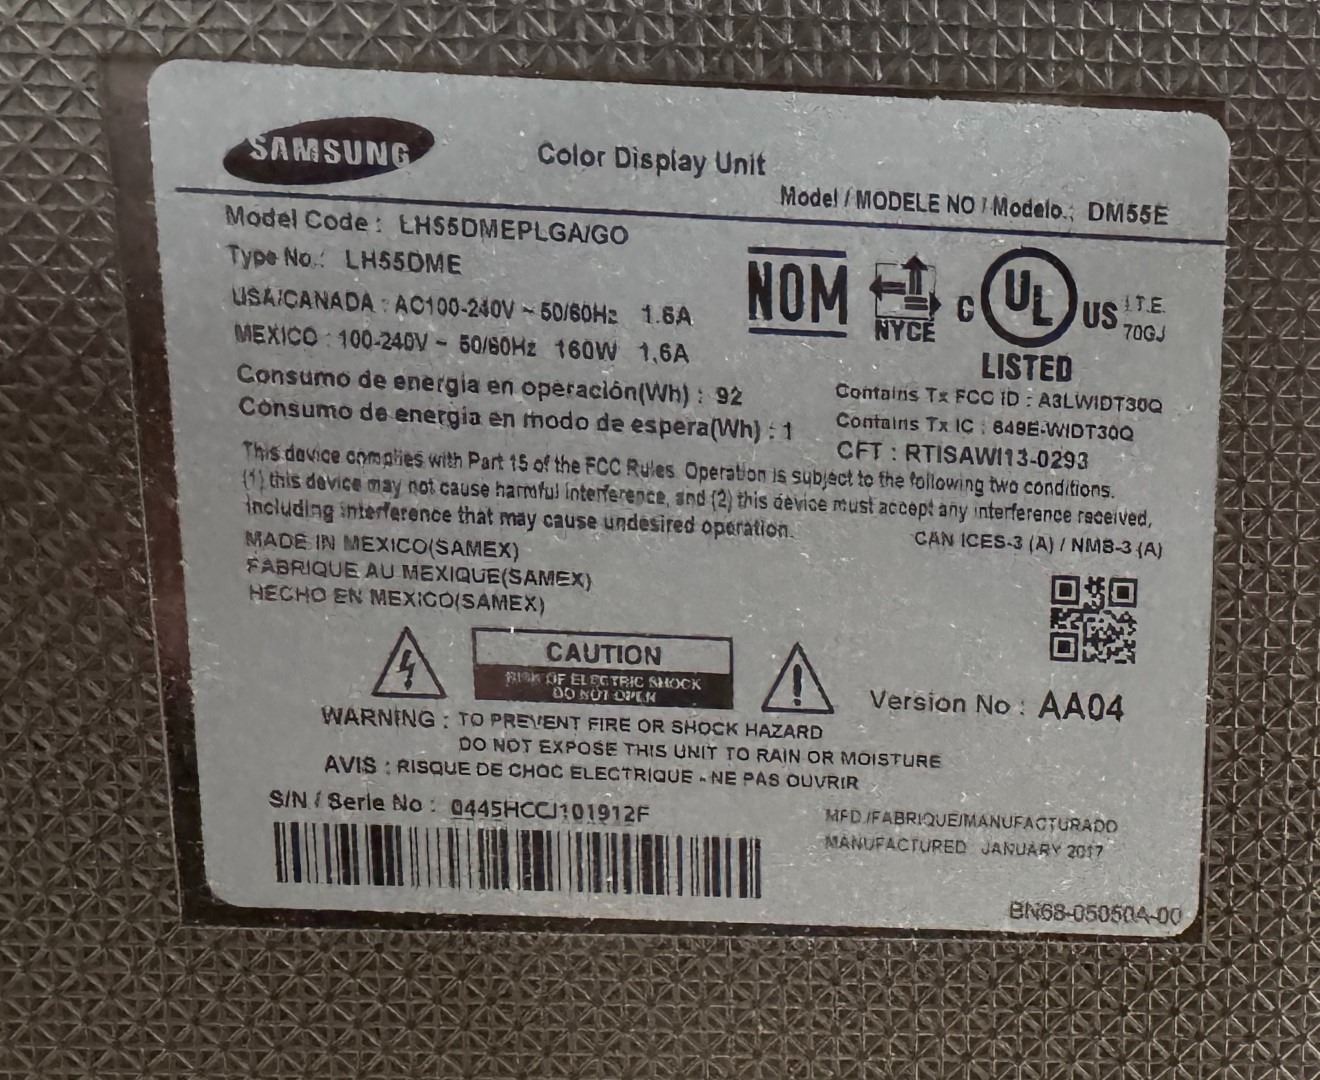 SAMSUNG
Color Display Unit
Model / MODELE NO / Modelo.: DM55E
Model Code : LH55DMEPLGA/GO
Type No.: LH55DME
USA/CANADA : AC100-240V ~ 50/60Hz 1.6A
MEXICO : 100-240V ~ 50/60Hz 160W 1.6A
Consumo de energía en operación(Wh) : 92
Consumo de energía en modo de espera(Wh) : 1
NOM
NYCE
C UL US
LISTED
I.T.E.
70GJ
Contains Tx FCC ID : A3LWIDT30Q
Contains Tx IC : 649E-WIDT30Q
CFT : RTISAWI13-0293
This device complies with Part 15 of the FCC Rules. Operation is subject to the following two conditions.
(1) this device may not cause harmful interference, and (2) this device must accept any interference received,
including interference that may cause undesired operation.
CAN ICES-3 (A) / NMB-3 (A)
MADE IN MEXICO(SAMEX)
FABRIQUE AU MEXIQUE(SAMEX)
HECHO EN MEXICO(SAMEX)
CAUTION
RISK OF ELECTRIC SHOCK
DO NOT OPEN
Version No : AA04
WARNING : TO PREVENT FIRE OR SHOCK HAZARD
DO NOT EXPOSE THIS UNIT TO RAIN OR MOISTURE
AVIS : RISQUE DE CHOC ELECTRIQUE - NE PAS OUVRIR
S/N / Serie No : 0445HCCJ101912F
MFD./FABRIQUE/MANUFACTURADO
MANUFACTURED JANUARY 2017
BN68-05050A-00